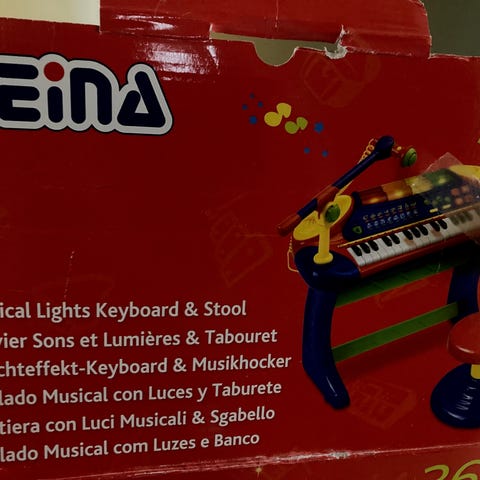 EinA
ical Lights Keyboard & Stool
vier Sons et Lumières & Tabouret
chteffekt-Keyboard & Musikhocker
lado Musical con Luces y Taburete
tiera con Luci Musicali & Sgabello
lado Musical com Luzes e Banco
36